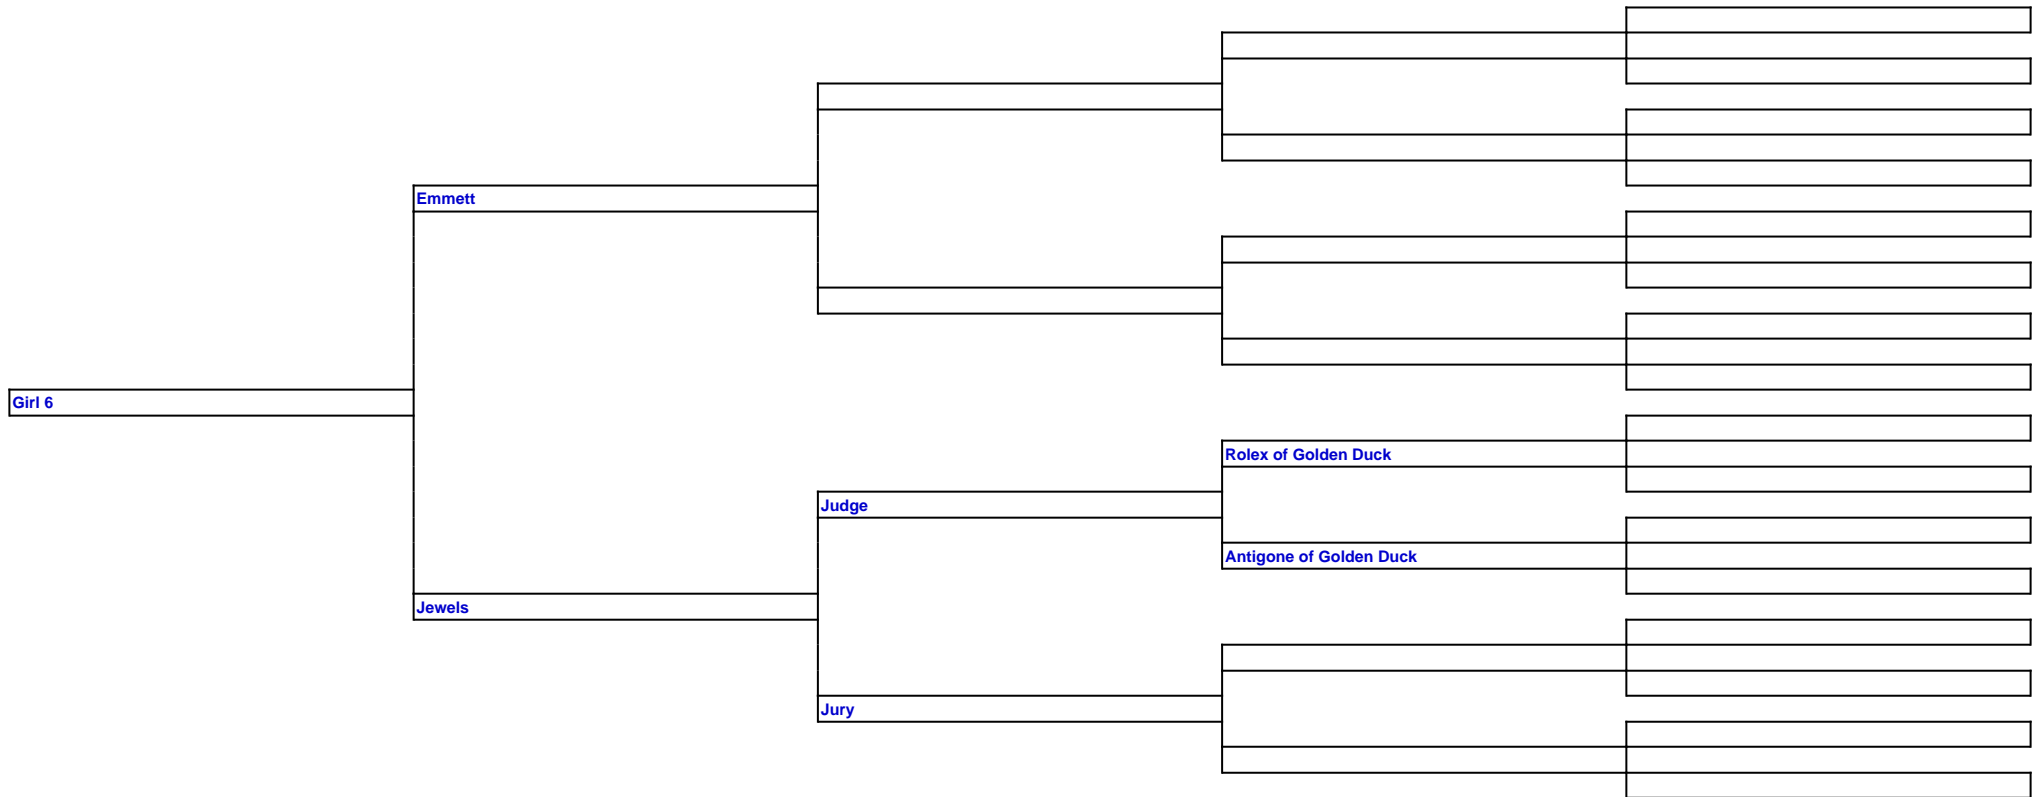 Emmett
Girl 6
Rolex of Golden Duck
Judge
Antigone of Golden Duck
Jewels
Jury